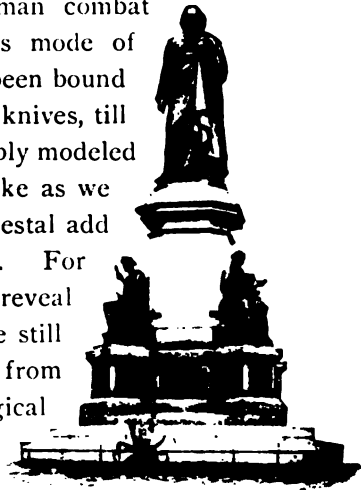 man combat
s mode of
been bound
knives, till
bly modeled
ke as we
estal add
. For
reveal
e still
from
gical